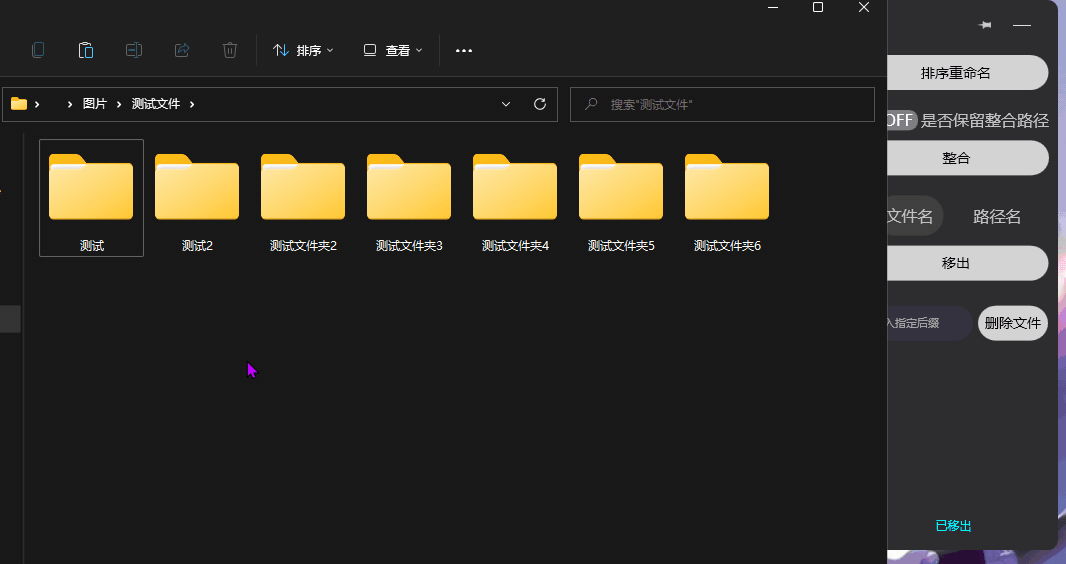 排序 查看
图片 测试文件
搜索"测试文件"
测试 测试2 测试文件夹2 测试文件夹3 测试文件夹4 测试文件夹5 测试文件夹6
排序重命名
OFF 是否保留整合路径
整合
文件名 路径名
移出
入指定后缀 删除文件
已移出